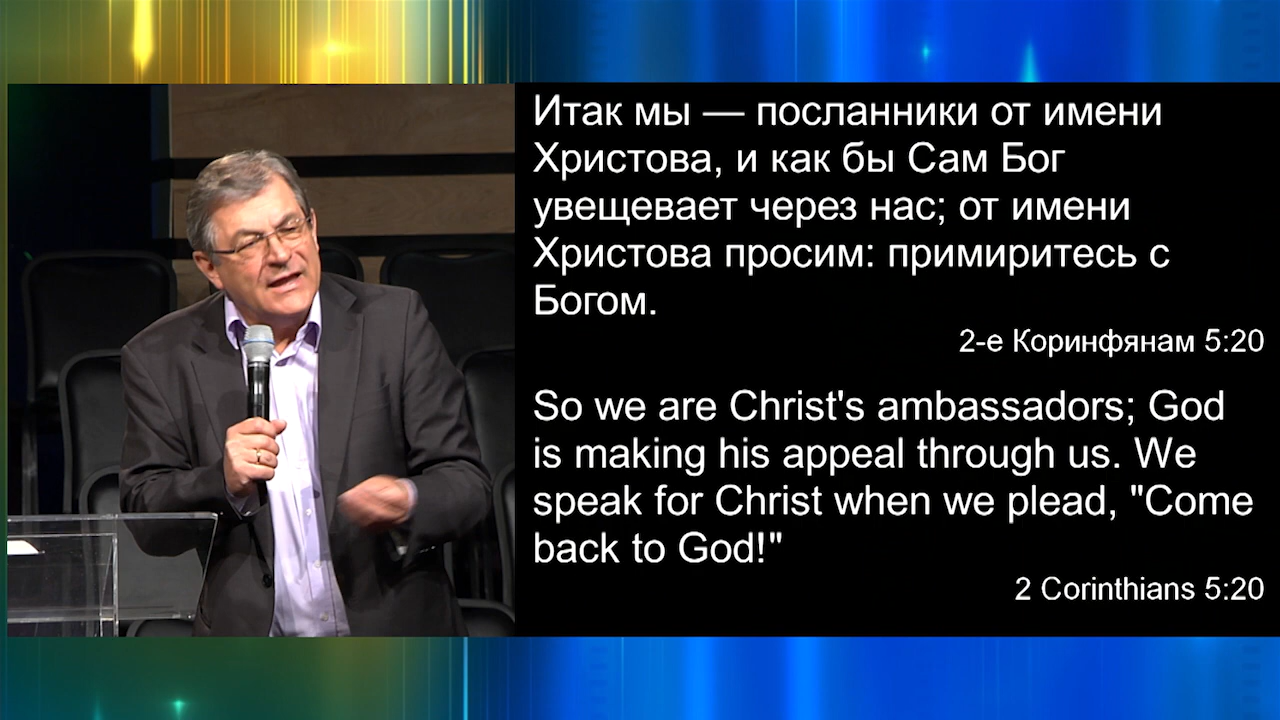 Итак мы — посланники от имени
Христова, и как бы Сам Бог
увещевает через нас; от имени
Христова просим: примиритесь с
Богом.
2-е Коринфянам 5:20
So we are Christ's ambassadors; God
is making his appeal through us. We
speak for Christ when we plead, "Come
back to God!"
2 Corinthians 5:20